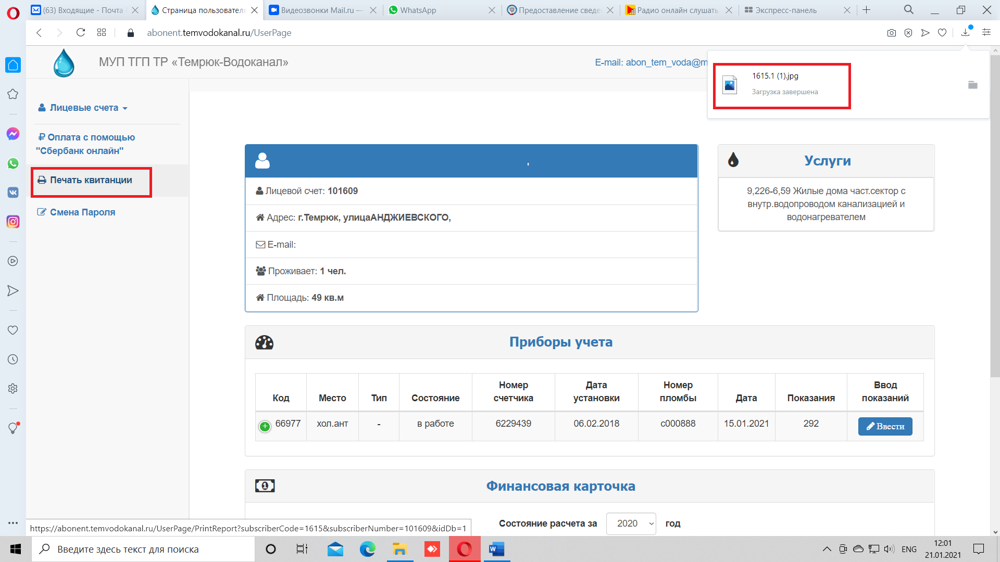 (63) Входящие - Почта
Страница пользователя
Видеозвонки Mail.ru —
WhatsApp
Предоставление сведе
Радио онлайн слушать
Экспресс-панель
abonent.temvodokanal.ru/UserPage
МУП ТГП ТР «Темрюк-Водоканал»
E-mail: abon_tem_voda@m
1615.1 (1).jpg
Загрузка завершена
Лицевые счета
₽ Оплата с помощью
"Сбербанк онлайн"
Печать квитанции
Смена Пароля
Лицевой счет: 101609
Адрес: г.Темрюк, улицаАНДЖИЕВСКОГО,
E-mail:
Проживает: 1 чел.
Площадь: 49 кв.м
Услуги
9,226-6,59 Жилые дома част.сектор с
внутр.водопроводом канализацией и
водонагревателем
Приборы учета
Код Место Тип Состояние Номер счетчика Дата установки Номер пломбы Дата Показания Ввод показаний
66977 хол.ант - в работе 6229439 06.02.2018 с000888 15.01.2021 292 Ввести
Финансовая карточка
Состояние расчета за 2020 год
https://abonent.temvodokanal.ru/UserPage/PrintReport?subscriberCode=1615&subscriberNumber=101609&idDb=1
Введите здесь текст для поиска
ENG
12:01
21.01.2021